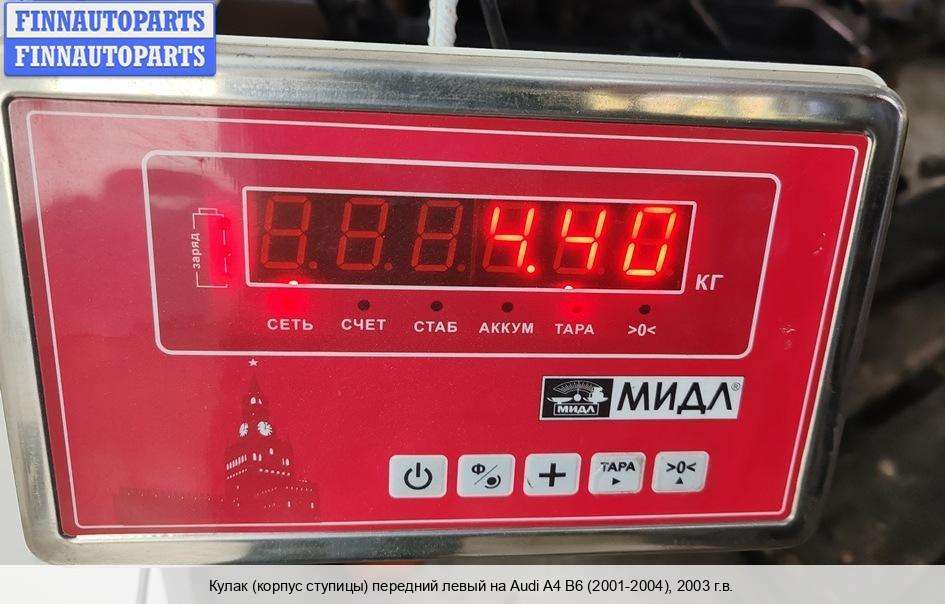 FINNAUTOPARTS
FINNAUTOPARTS
заряд
4.40
КГ
СЕТЬ СЧЕТ СТАБ АККУМ ТАРА >0<
МИДЛ МИДЛ®
Ф ТАРА >0<
Кулак (корпус ступицы) передний левый на Audi A4 B6 (2001-2004), 2003 г.в.